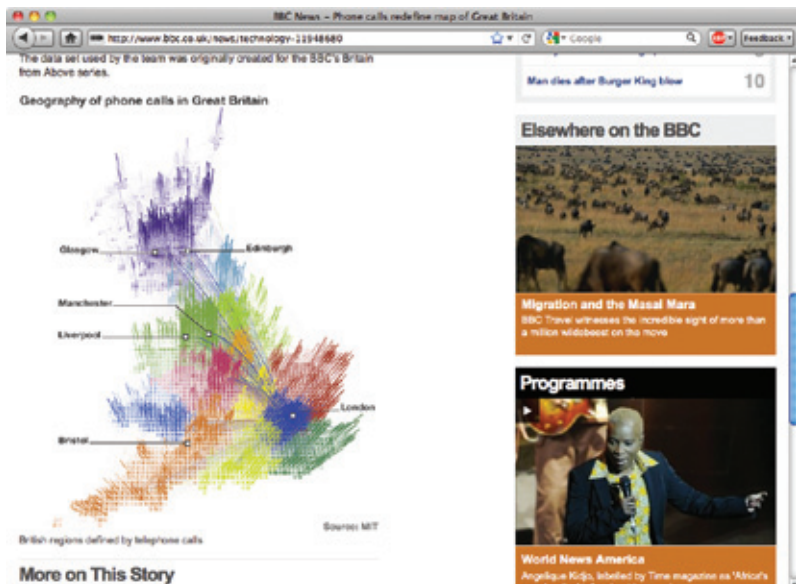 BBC News – Phone calls redefine map of Great Britain
http://www.bbc.co.uk/news/technology-11948680
Google
Feedback
The data set used by the team was originally created for the BBC's Britain
from Above series.
Geography of phone calls in Great Britain
Glasgow
Edinburgh
Manchester
Liverpool
London
Bristol
Source: MIT
British regions defined by telephone calls
More on This Story
Man dies after Burger King blow
10
Elsewhere on the BBC
Migration and the Masai Mara
BBC Travel witnesses the incredible sight of more than
a million wildebeest on the move
Programmes
World News America
Angelique Kidjo, labelled by Time magazine as 'Africa's